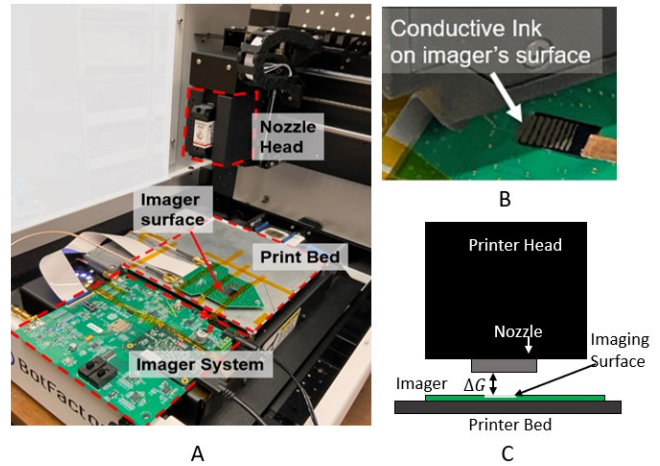 Nozzle
Head
Imager
surface
Print Bed
Imager System
BotFacto
A
Conductive Ink
on imager's surface
B
Printer Head
Nozzle
Imaging
Surface
Imager
ΔG
Printer Bed
C